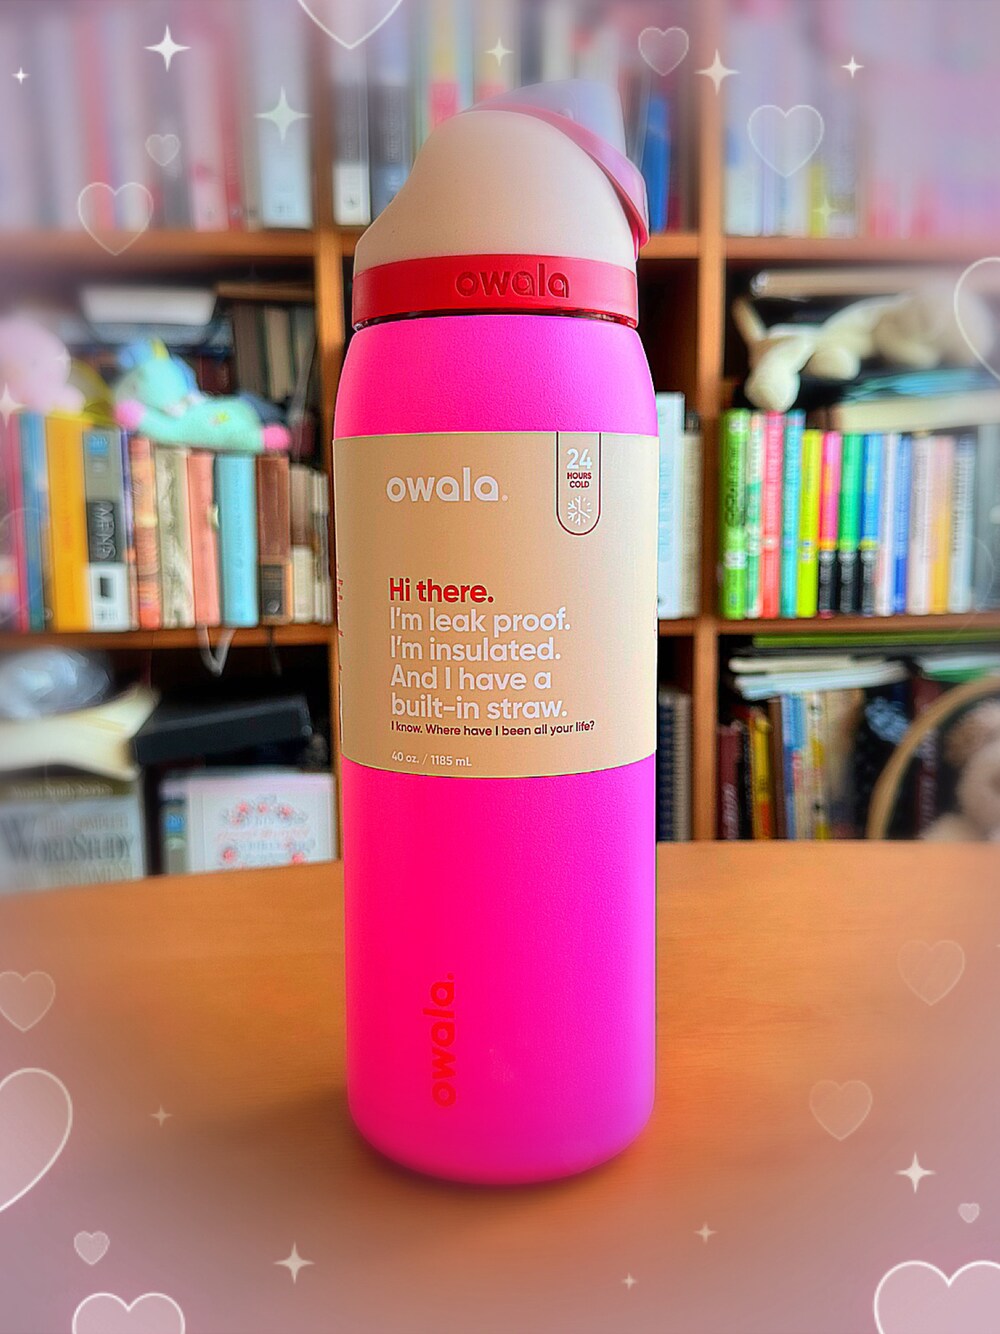 owala
owala.
24
HOURS
COLD
Hi there.
I'm leak proof.
I'm insulated.
And I have a
built-in straw.
I know. Where have I been all your life?
40 oz. / 1185 mL
owala.
WORDSTUDY